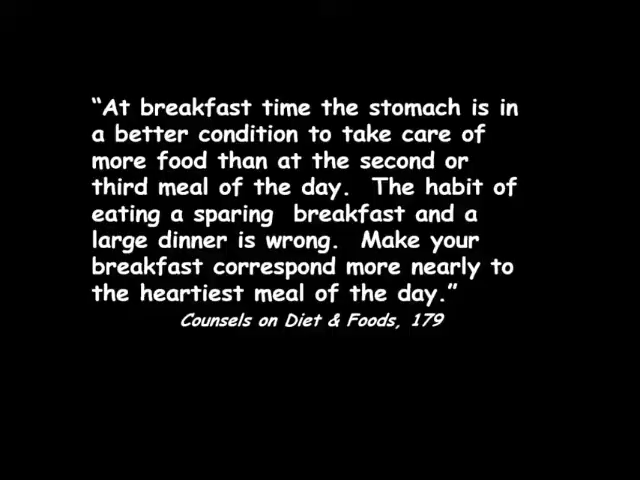 “At breakfast time the stomach is in
a better condition to take care of
more food than at the second or
third meal of the day.  The habit of
eating a sparing  breakfast and a
large dinner is wrong.  Make your
breakfast correspond more nearly to
the heartiest meal of the day.”
Counsels on Diet & Foods, 179